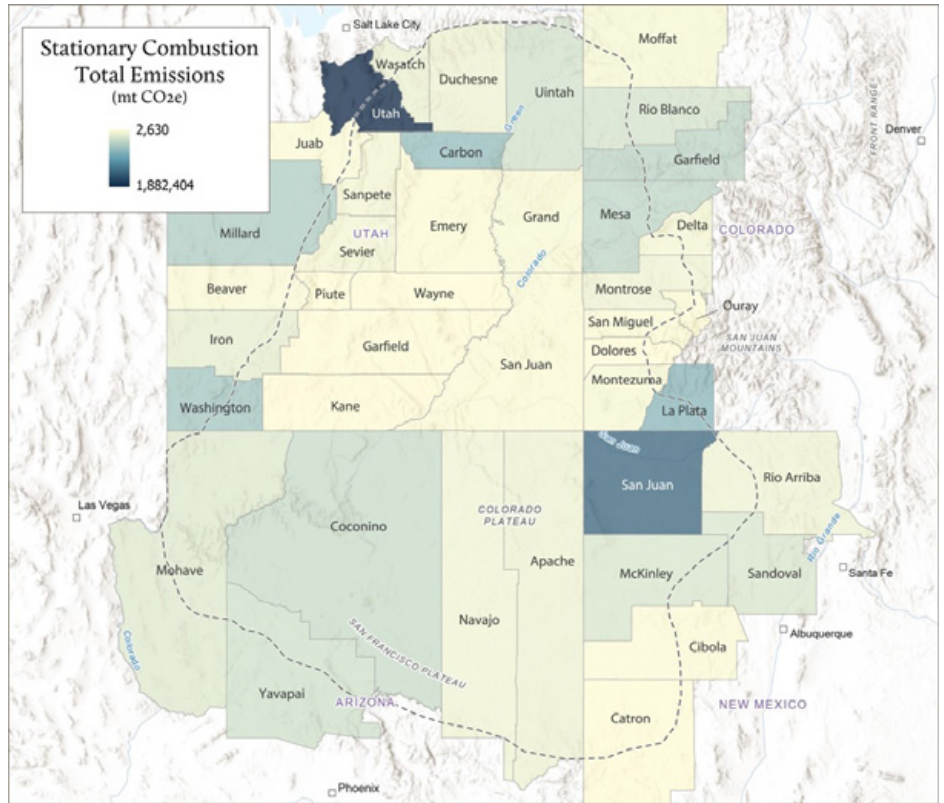 Stationary Combustion
Total Emissions
(mt CO2e)
2,630
1,882,404
Salt Lake City
Moffat
Wasatch
Duchesne
Uintah
Green
Rio Blanco
FRONT RANGE
Denver
Utah
Juab
Carbon
Garfield
Sanpete
Mesa
Millard
UTAH
Emery
Grand
Delta
COLORADO
Sevier
Colorado
Beaver
Piute
Wayne
Montrose
Ouray
San Miguel
Iron
Garfield
San Juan
Dolores
SAN JUAN
MOUNTAINS
Montezuma
Washington
Kane
La Plata
San Juan
San Juan
Rio Arriba
Las Vegas
COLORADO
PLATEAU
Coconino
Rio Grande
Mohave
Apache
McKinley
Sandoval
Santa Fe
Navajo
Albuquerque
Colorado
SAN FRANCISCO PLATEAU
Cibola
Yavapai
ARIZONA
Catron
NEW MEXICO
Phoenix